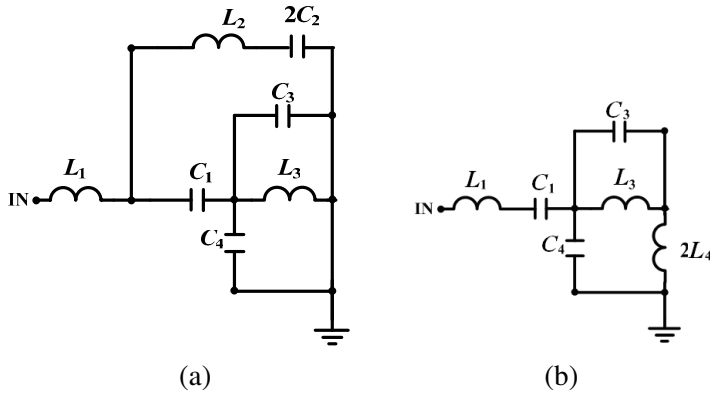 L2 2C2
C3
L1 C1 L3
IN
C4
(a)
C3
L1 C1 L3
IN
C4 2L4
(b)